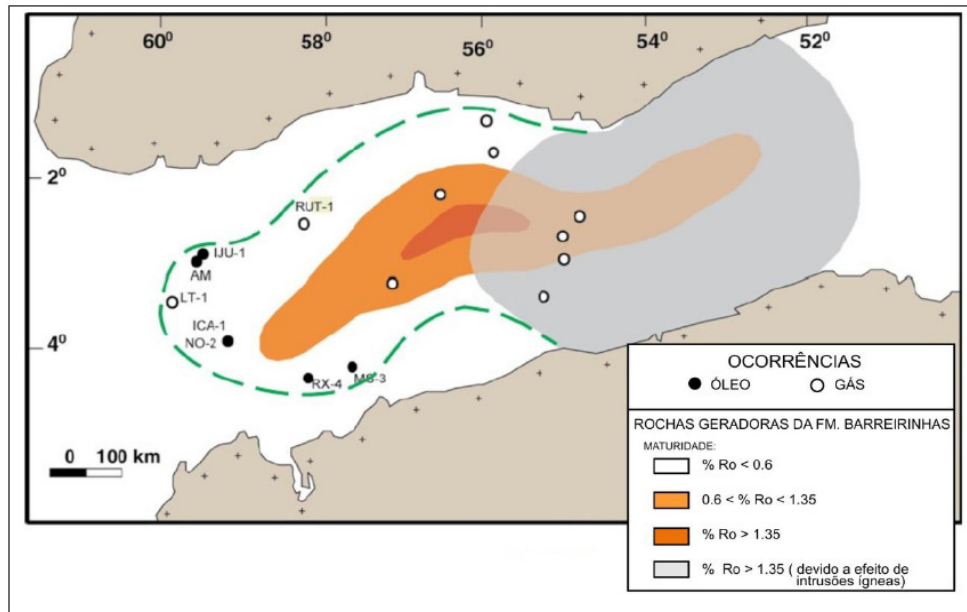 60⁰ 58⁰ 56⁰ 54⁰ 52⁰
2⁰
RUT-1
IJU-1
AM
LT-1
ICA-1
NO-2
4⁰
RX-4 MS-3
0 100 km
OCORRÊNCIAS
ÓLEO GÁS
ROCHAS GERADORAS DA FM. BARREIRINHAS
MATURIDADE:
% Ro < 0.6
0.6 < % Ro < 1.35
% Ro > 1.35
% Ro > 1.35 ( devido a efeito de
intrusões ígneas)